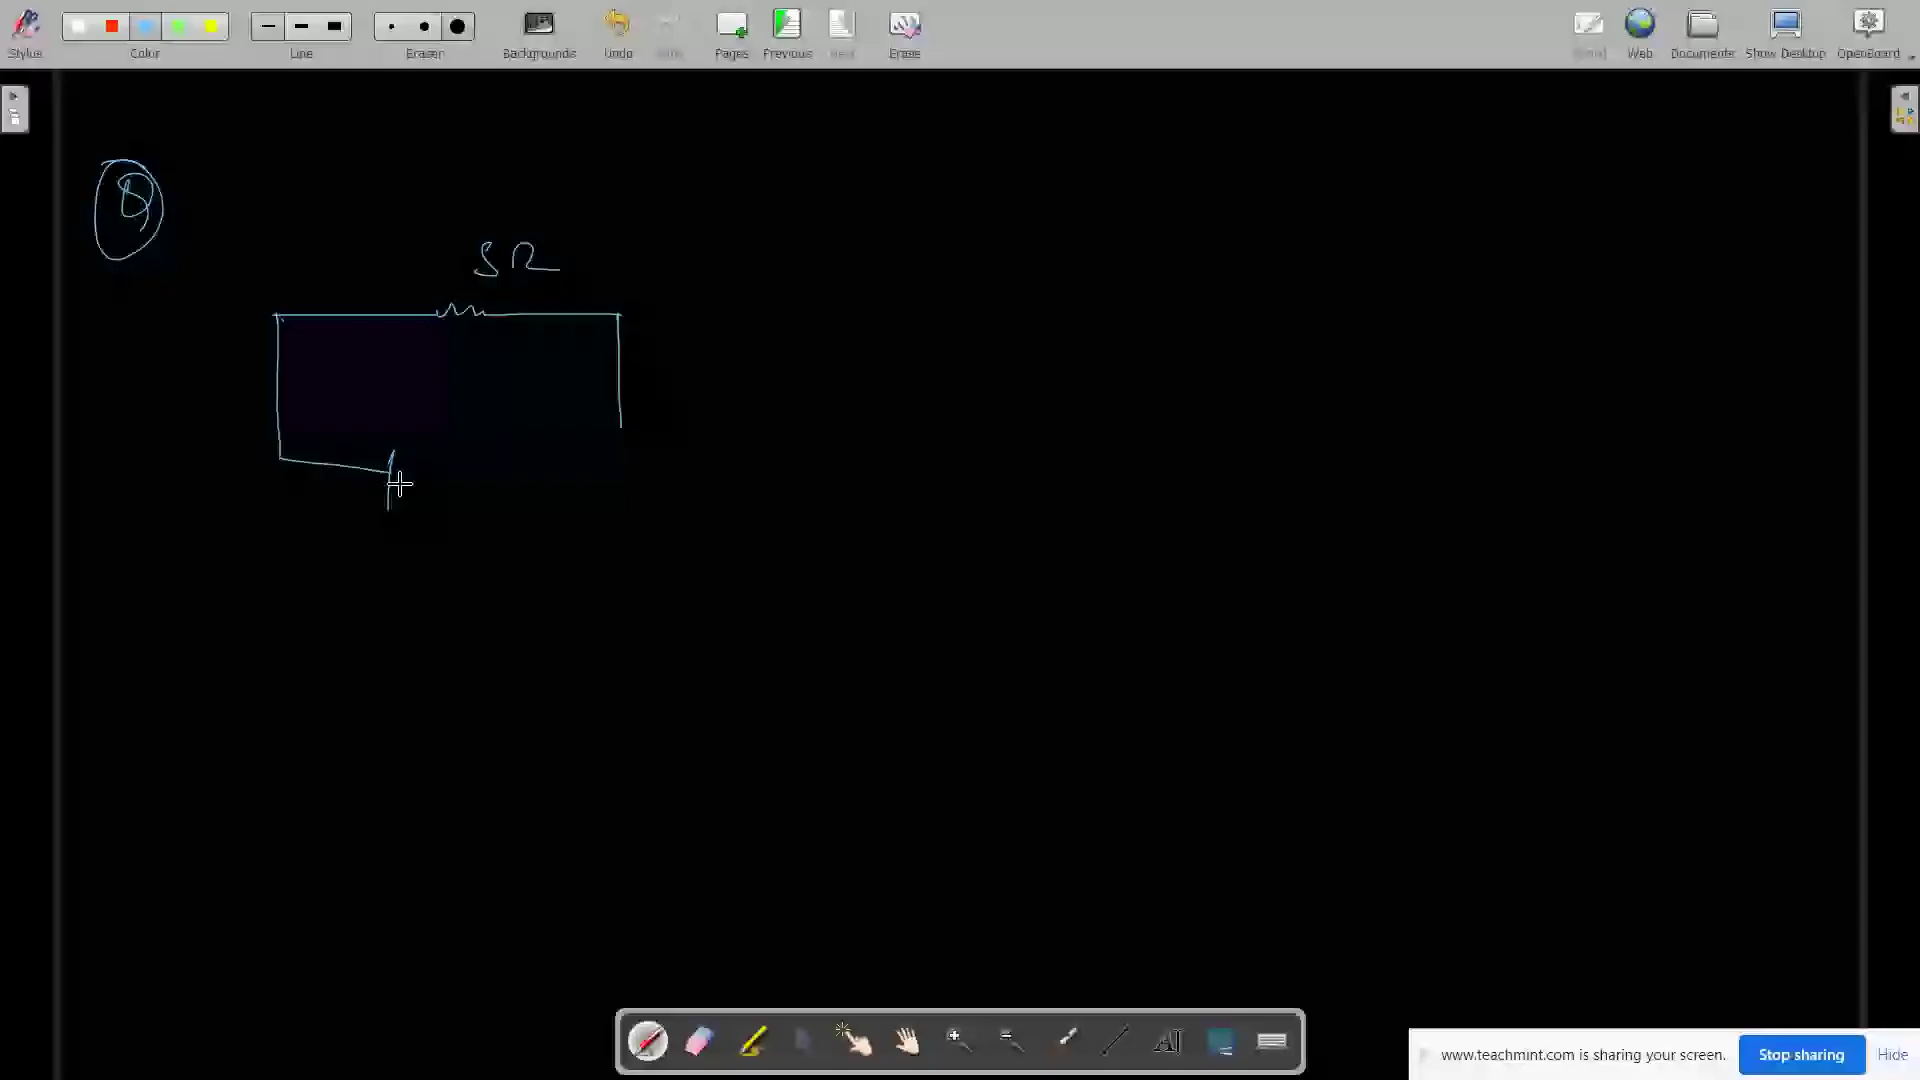 Stylus
Color
Line
Eraser
Backgrounds
Undo
Pages
Previous
Erase
Web
Documents
Show Desktop
OpenBoard
Q
5 Ω
www.teachmint.com is sharing your screen.
Stop sharing
Hide